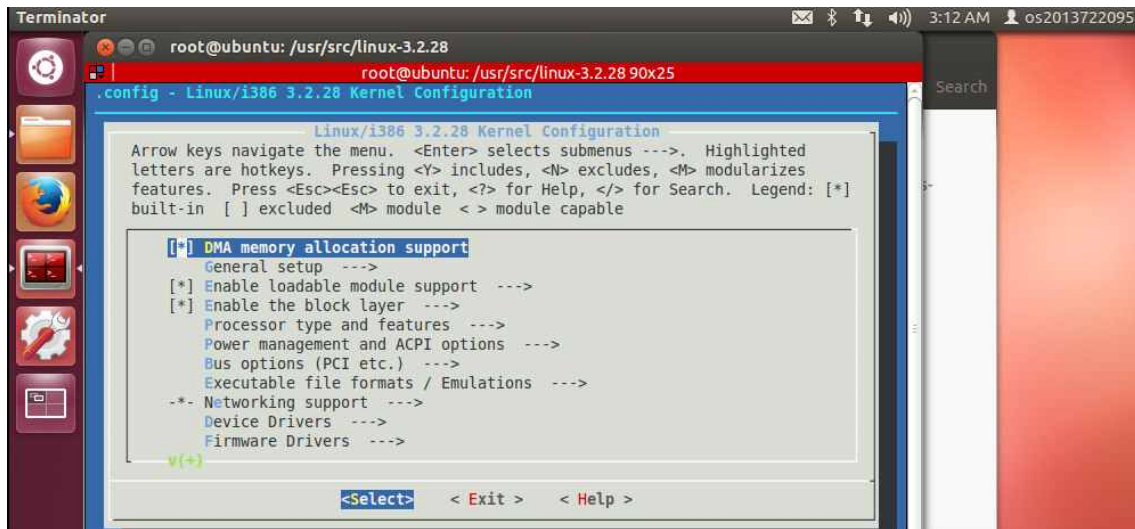 Terminator
3:12 AM os2013722095
root@ubuntu: /usr/src/linux-3.2.28
root@ubuntu: /usr/src/linux-3.2.28 90x25
Search
.config - Linux/i386 3.2.28 Kernel Configuration
Linux/i386 3.2.28 Kernel Configuration
Arrow keys navigate the menu. <Enter> selects submenus --->. Highlighted
letters are hotkeys. Pressing <Y> includes, <N> excludes, <M> modularizes
features. Press <Esc><Esc> to exit, <?> for Help, </> for Search. Legend: [*]
built-in [ ] excluded <M> module < > module capable
[*] DMA memory allocation support
General setup --->
[*] Enable loadable module support --->
[*] Enable the block layer --->
Processor type and features --->
Power management and ACPI options --->
Bus options (PCI etc.) --->
Executable file formats / Emulations --->
-*- Networking support --->
Device Drivers --->
Firmware Drivers --->
v(+)
<Select> < Exit > < Help >